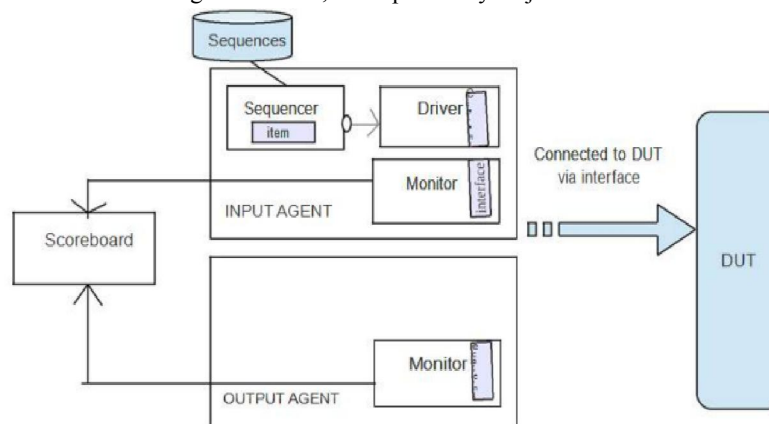 Sequences
Sequencer
item
Driver
Monitor
interface
INPUT AGENT
Connected to DUT
via interface
Scoreboard
DUT
Monitor
OUTPUT AGENT